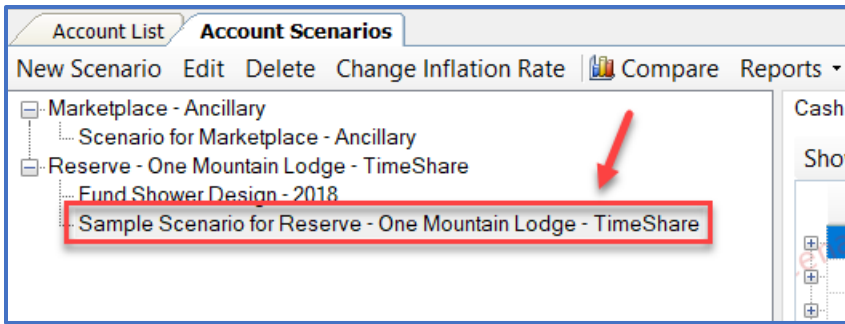 Account List Account Scenarios
New Scenario Edit Delete Change Inflation Rate Compare Reports
Marketplace - Ancillary
Scenario for Marketplace - Ancillary
Reserve - One Mountain Lodge - TimeShare
Fund Shower Design - 2018
Sample Scenario for Reserve - One Mountain Lodge - TimeShare
Cash
Sho